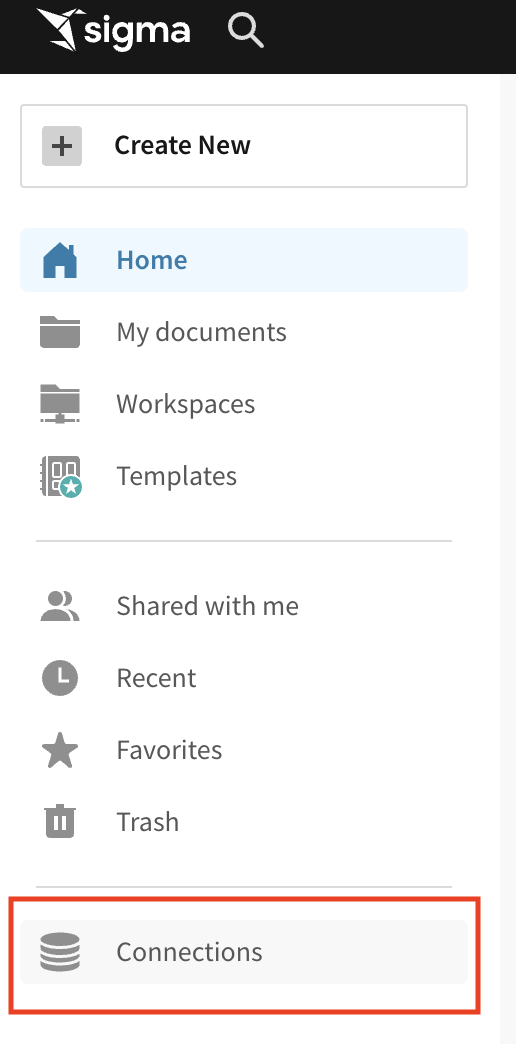 sigma
Create New
Home
My documents
Workspaces
Templates
Shared with me
Recent
Favorites
Trash
Connections